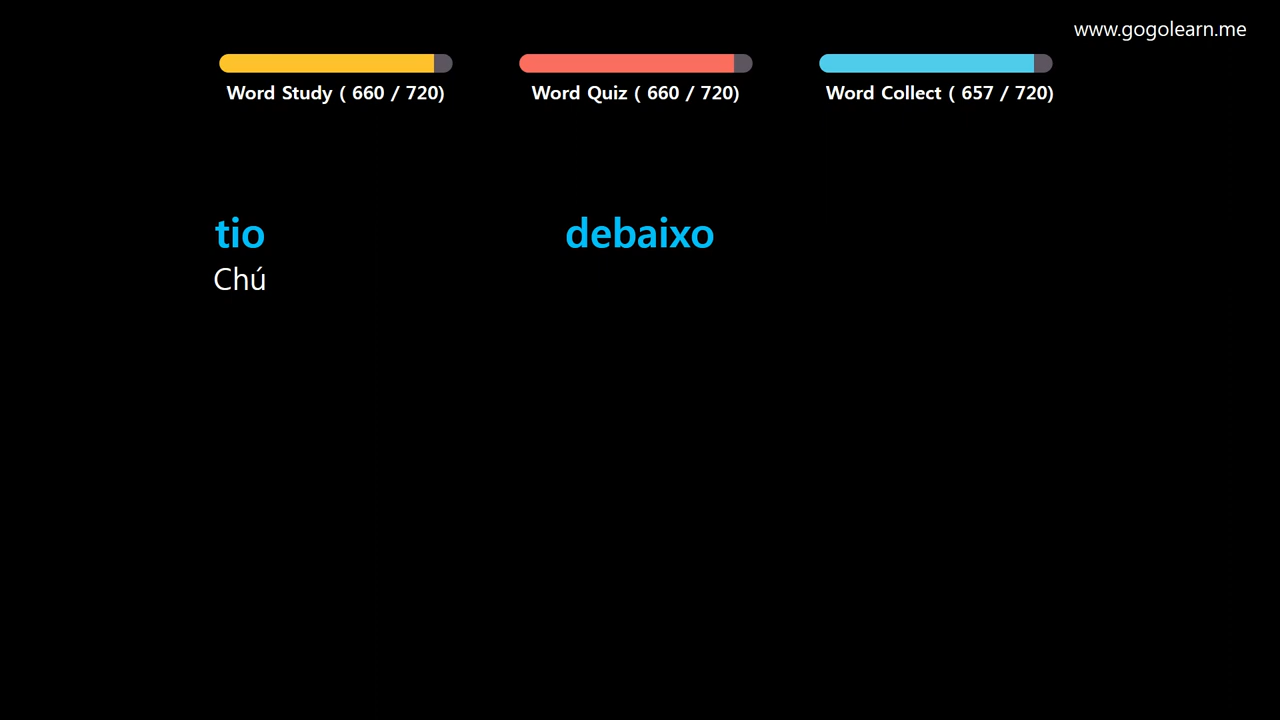 www.gogolearn.me
Word Study ( 660 / 720)
Word Quiz ( 660 / 720)
Word Collect ( 657 / 720)
tio
debaixo
Chú